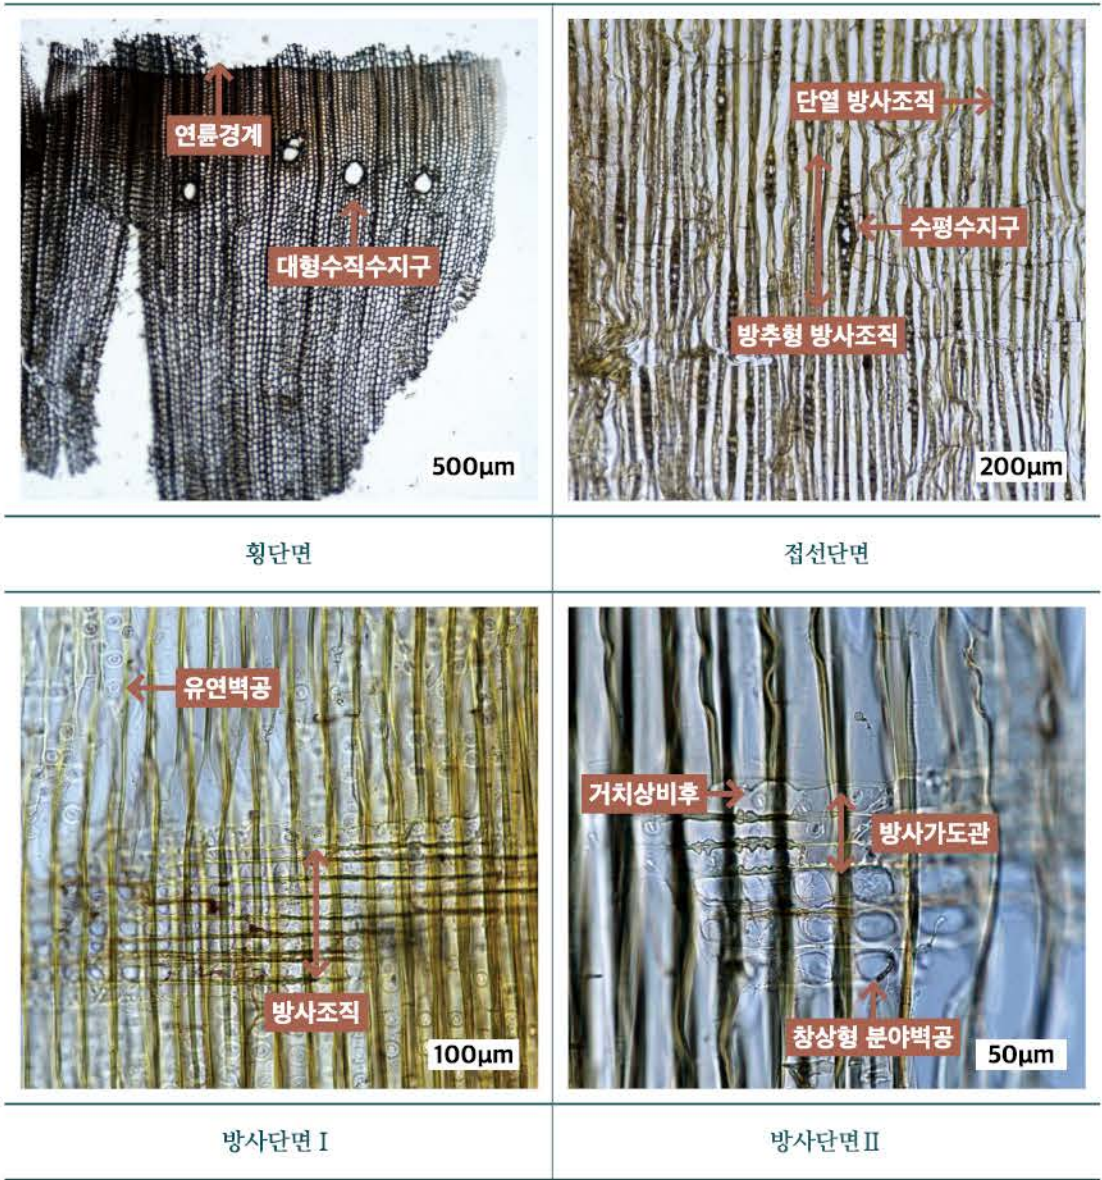 연륜경계
대형수직수지구
500μm
단열 방사조직
수평수지구
방추형 방사조직
200μm
횡단면
접선단면
유연벽공
방사조직
100μm
거치상비후
방사가도관
창상형 분야벽공
50μm
방사단면 Ⅰ
방사단면 Ⅱ